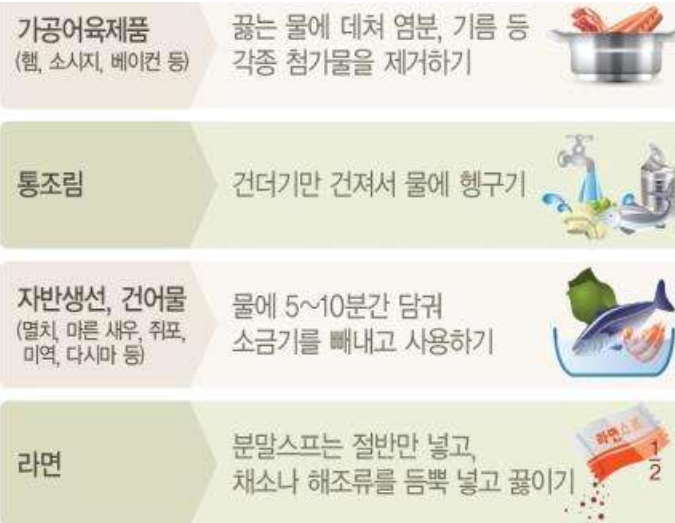 가공어육제품
(햄, 소시지, 베이컨 등)
끓는 물에 데쳐 염분, 기름 등
각종 첨가물을 제거하기
통조림
건더기만 건져서 물에 헹구기
자반생선, 건어물
(멸치, 마른 새우, 쥐포,
미역, 다시마 등)
물에 5~10분간 담궈
소금기를 빼내고 사용하기
라면
분말스프는 절반만 넣고,
채소나 해조류를 듬뿍 넣고 끓이기
라면스프
1/2